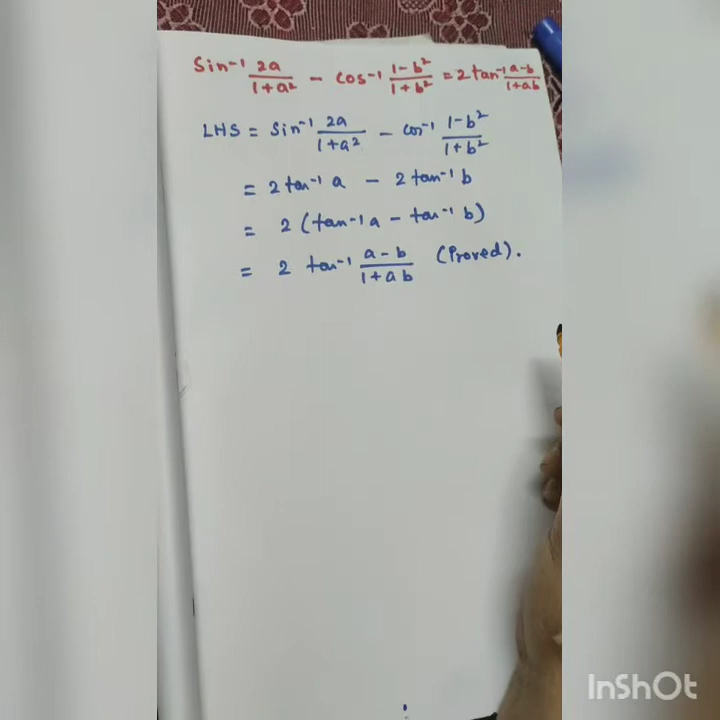 Sin⁻¹ 2a/1+a² − cos⁻¹ 1−b²/1+b² = 2tan⁻¹ a−b/1+ab
LHS = Sin⁻¹ 2a/1+a² − cos⁻¹ 1−b²/1+b²
= 2 tan⁻¹ a − 2 tan⁻¹ b
= 2 (tan⁻¹ a − tan⁻¹ b)
= 2 tan⁻¹ a−b/1+ab (Proved).
InShOt